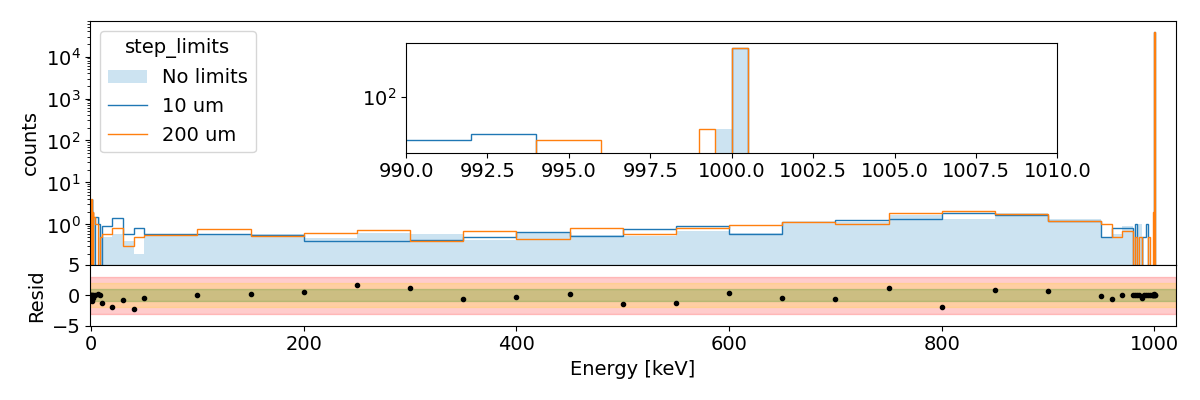 step_limits
No limits
10 um
200 um
counts
10^4
10^3
10^2
10^1
10^0
10^2
990.0 992.5 995.0 997.5 1000.0 1002.5 1005.0 1007.5 1010.0
Resid
5
0
−5
0 200 400 600 800 1000
Energy [keV]